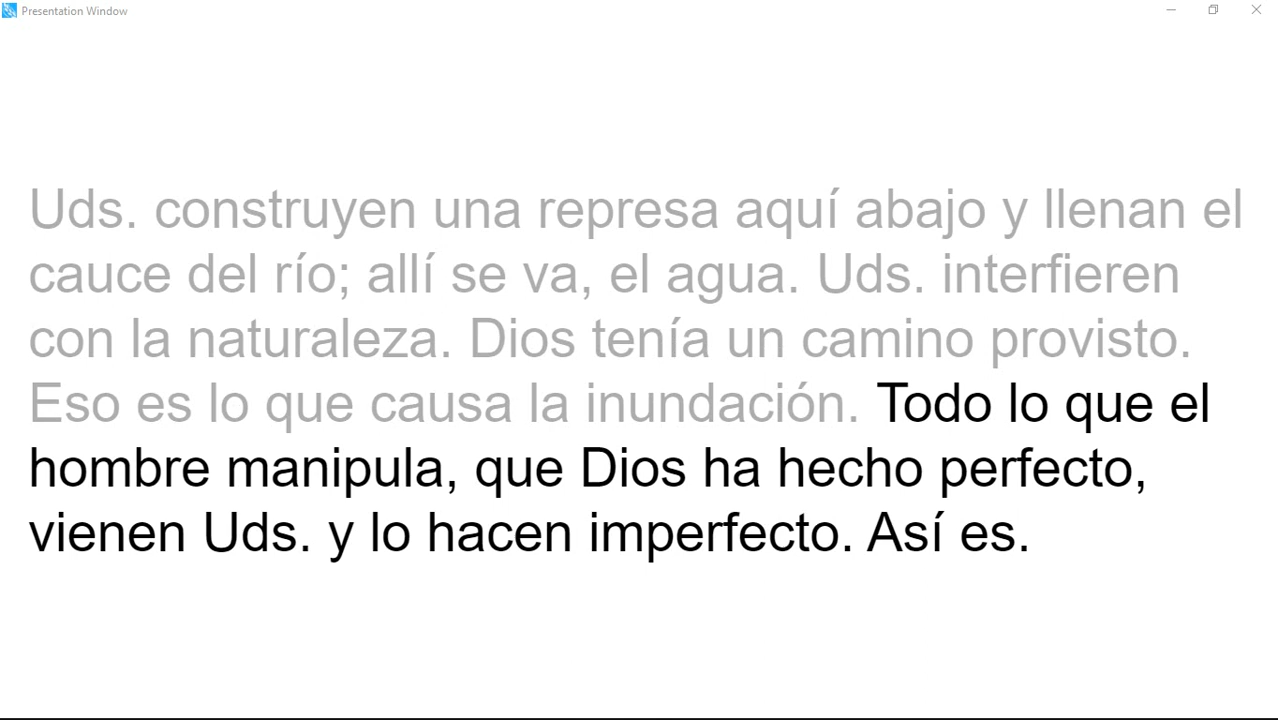 Presentation Window
Uds. construyen una represa aquí abajo y llenan el
cauce del río; allí se va, el agua. Uds. interfieren
con la naturaleza. Dios tenía un camino provisto.
Eso es lo que causa la inundación. Todo lo que el
hombre manipula, que Dios ha hecho perfecto,
vienen Uds. y lo hacen imperfecto. Así es.